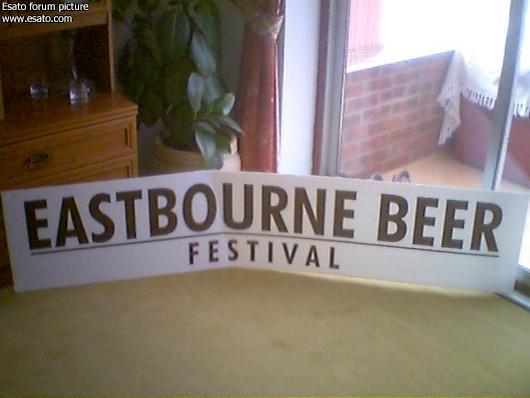 Esato forum picture
www.esato.com
EASTBOURNE BEER
FESTIVAL